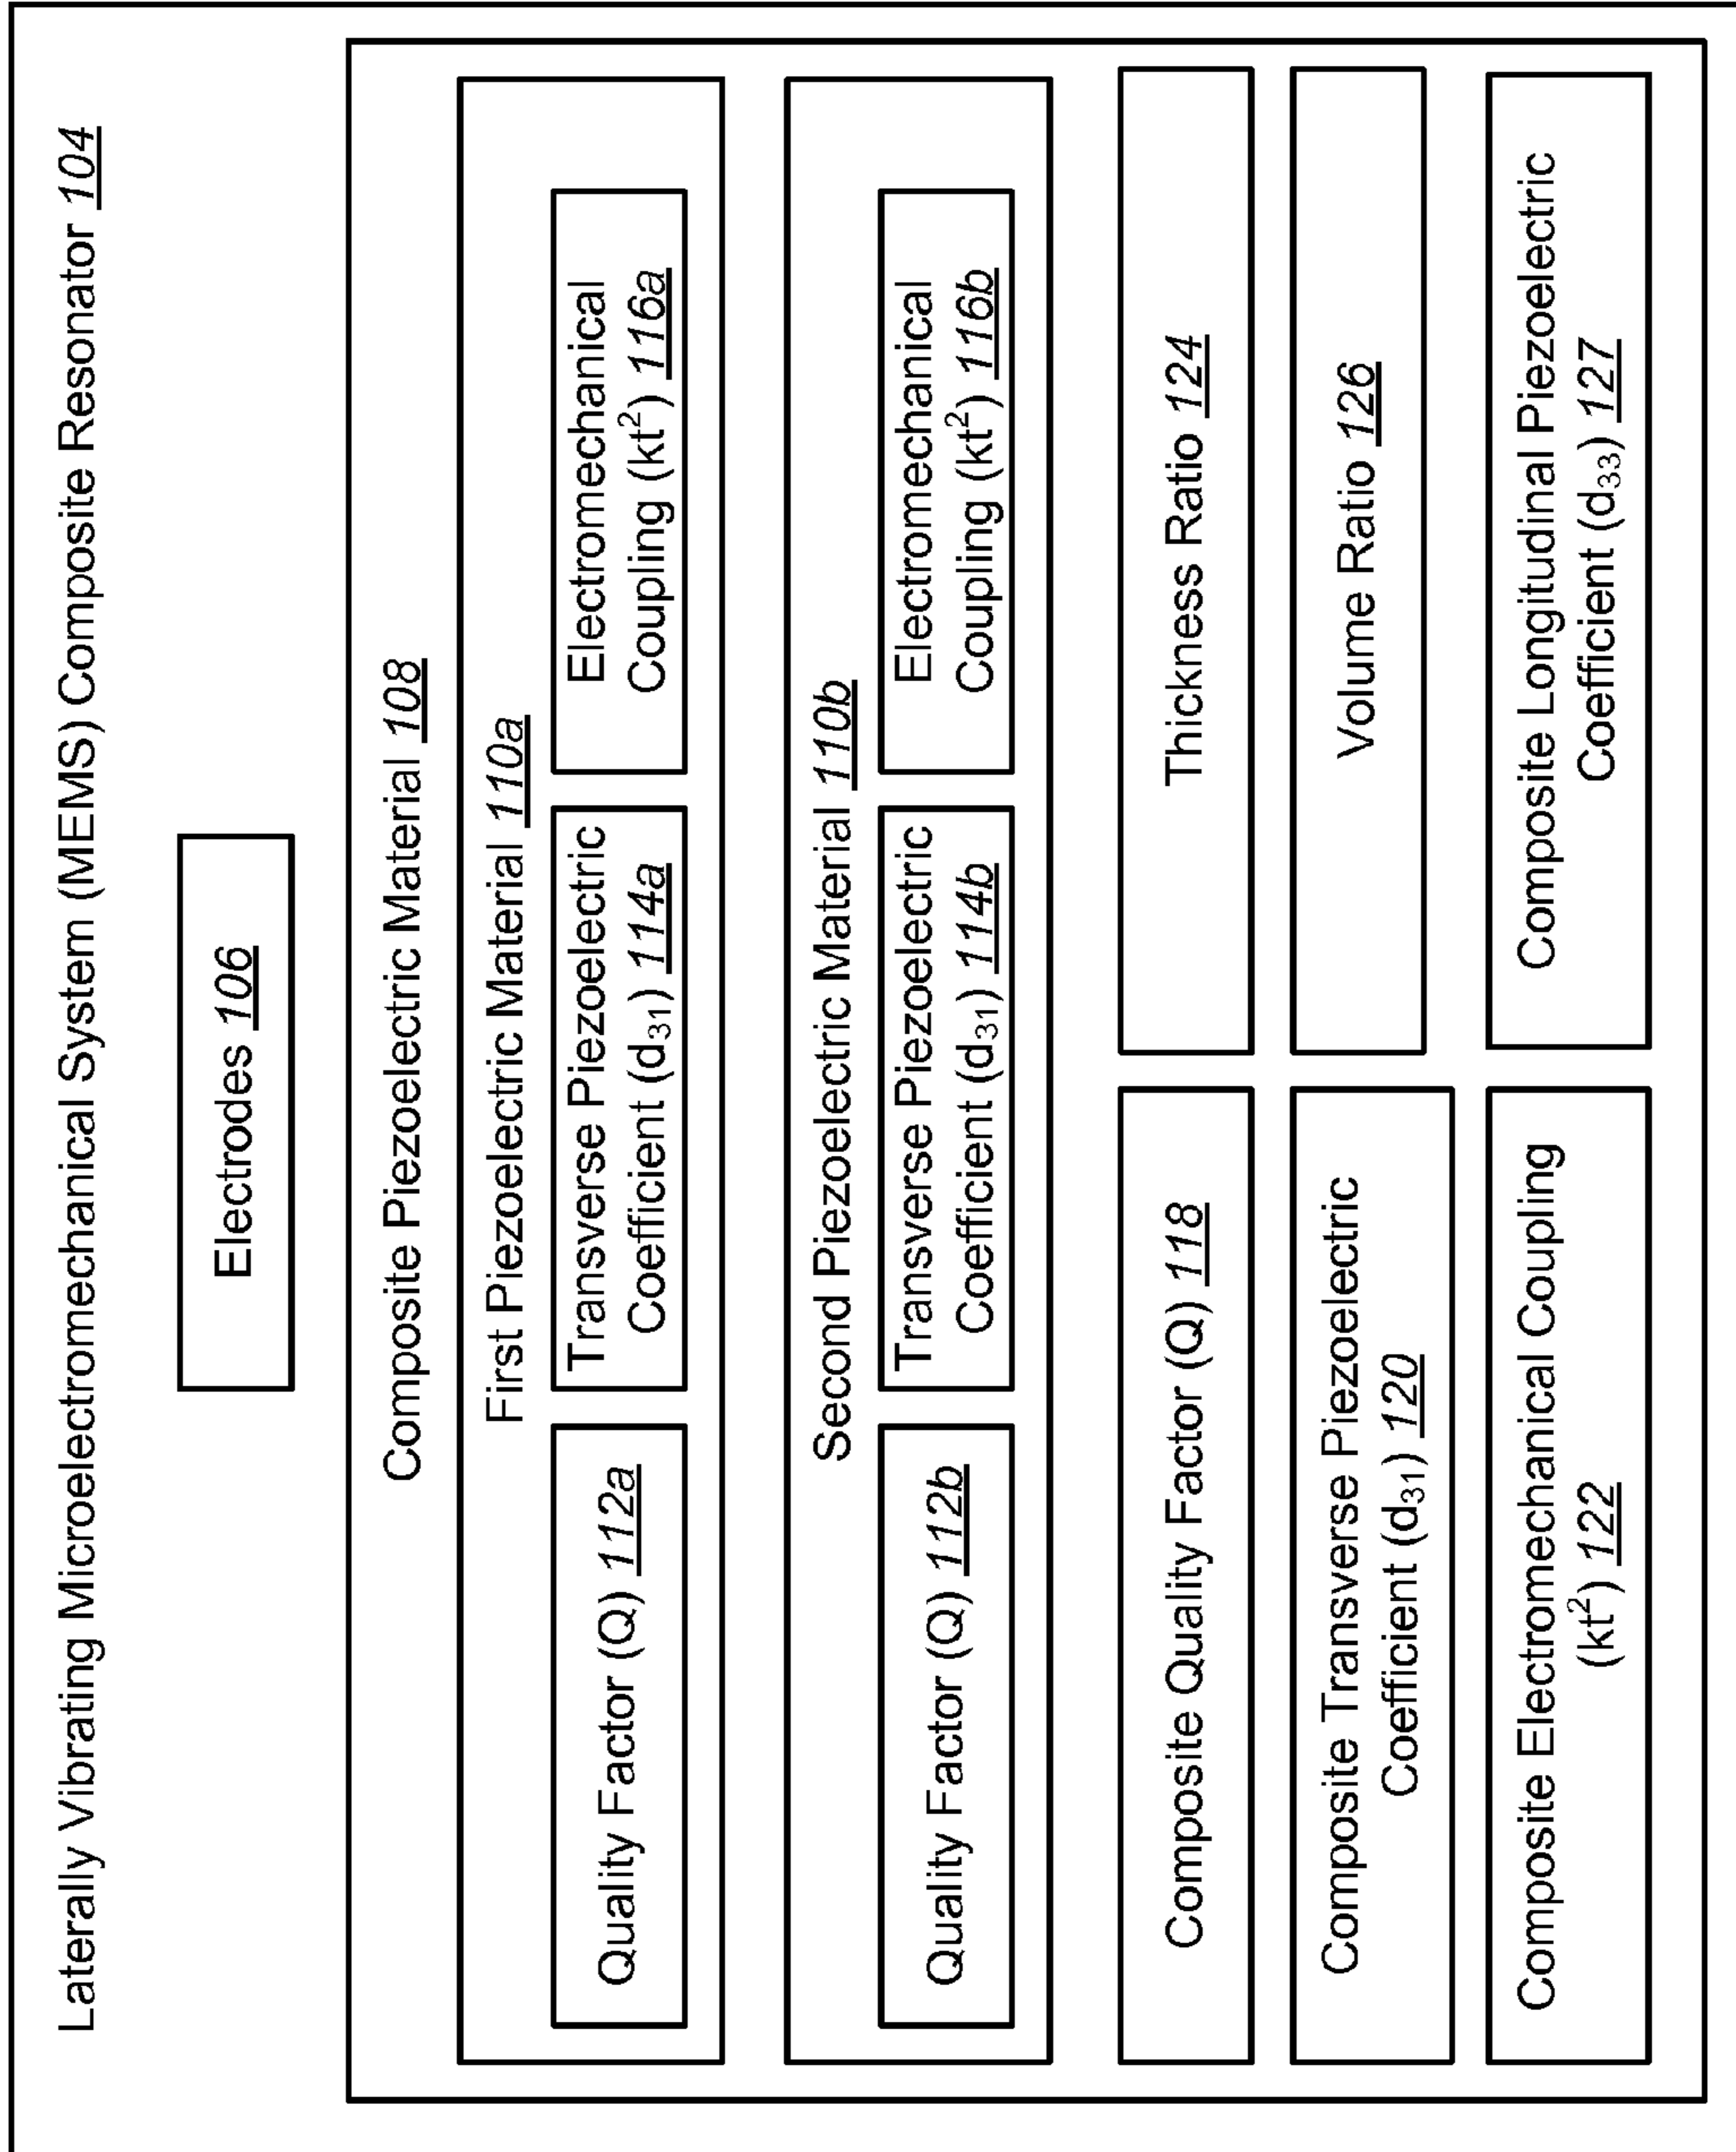 Laterally Vibrating Microelectromechanical System (MEMS) Composite Resonator 104
Electrodes 106
Composite Piezoelectric Material 108
First Piezoelectric Material 110a
Quality Factor (Q) 112a
Transverse Piezoelectric
Coefficient (d₃₁) 114a
Electromechanical
Coupling (kt²) 116a
Second Piezoelectric Material 110b
Quality Factor (Q) 112b
Transverse Piezoelectric
Coefficient (d₃₁) 114b
Electromechanical
Coupling (kt²) 116b
Composite Quality Factor (Q) 118
Thickness Ratio 124
Composite Transverse Piezoelectric
Coefficient (d₃₁) 120
Volume Ratio 126
Composite Electromechanical Coupling
(kt²) 122
Composite Longitudinal Piezoelectric
Coefficient (d₃₃) 127